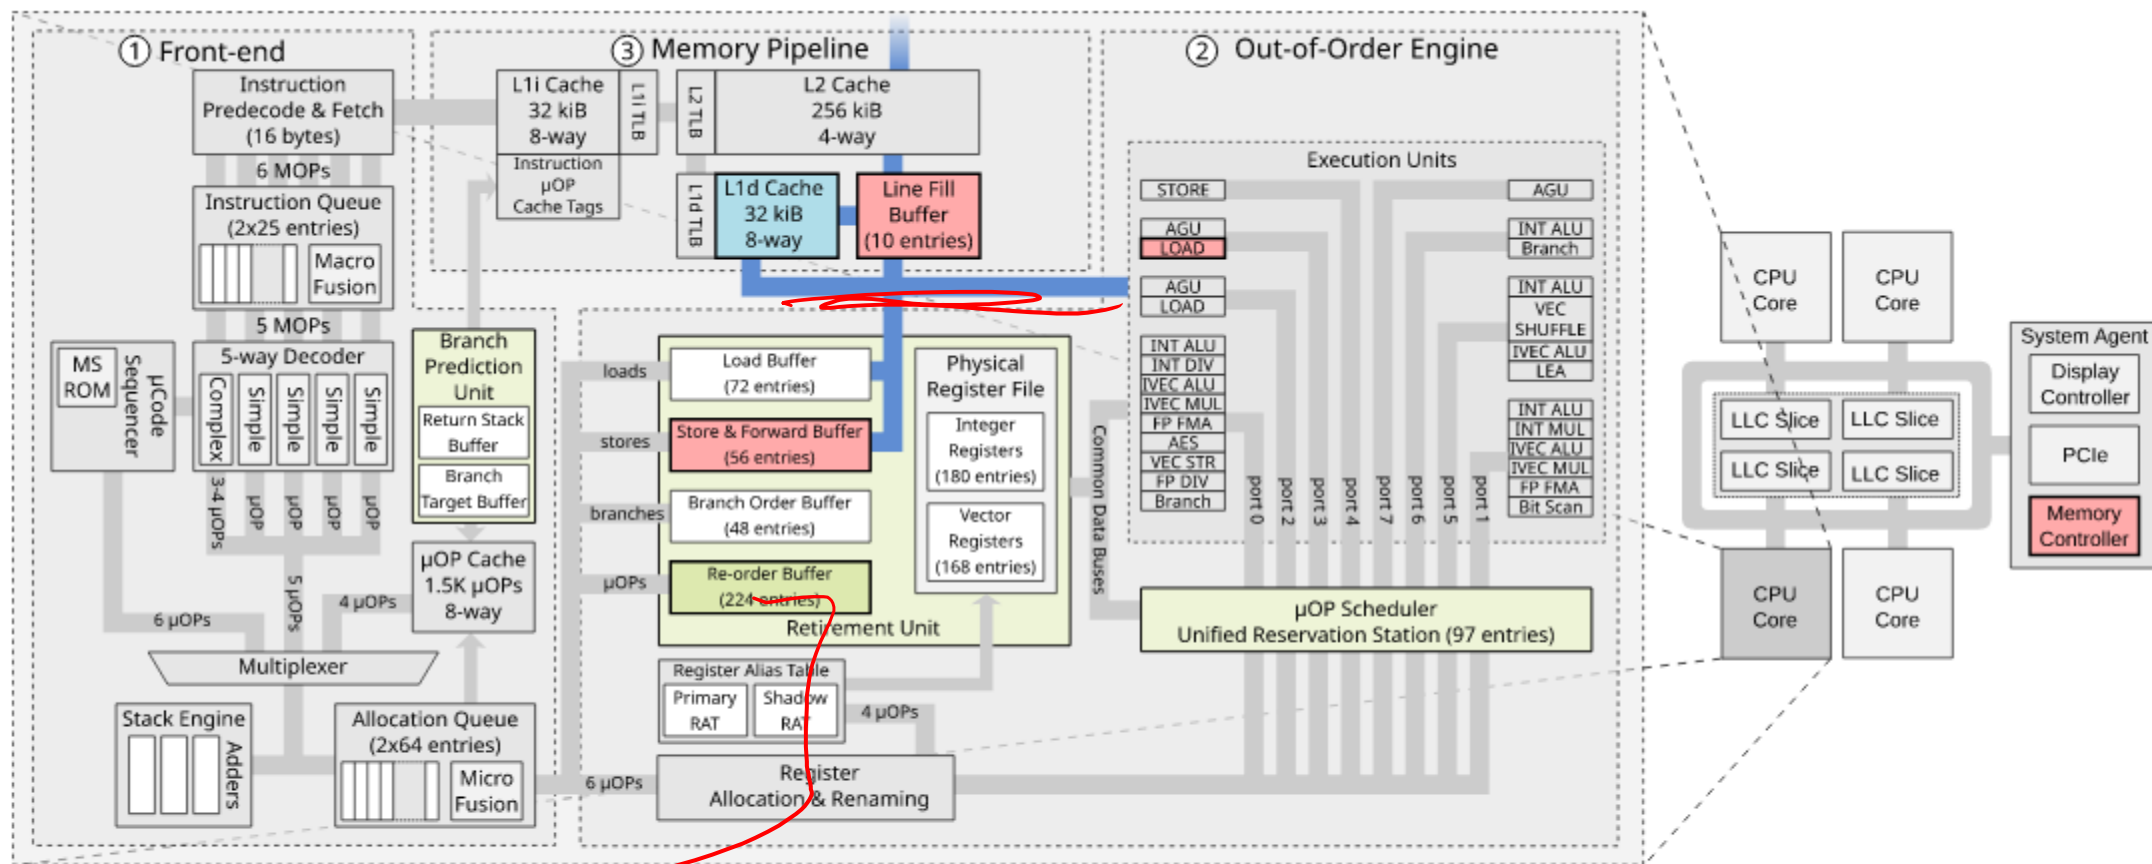 ① Front-end
Instruction
Predecode & Fetch
(16 bytes)
6 MOPs
Instruction Queue
(2x25 entries)
Macro
Fusion
5 MOPs
MS
ROM
µCode
Sequencer
5-way Decoder
Complex
Simple
Simple
Simple
Simple
3-4 µOPs
µOP
µOP
µOP
µOP
Branch
Prediction
Unit
Return Stack
Buffer
Branch
Target Buffer
µOP Cache
1.5K µOPs
8-way
5 µOPs
4 µOPs
6 µOPs
Multiplexer
Stack Engine
Adders
Allocation Queue
(2x64 entries)
Micro
Fusion
③ Memory Pipeline
L1i Cache
32 kiB
8-way
L1i TLB
Instruction
µOP
Cache Tags
L2 TLB
L2 Cache
256 kiB
4-way
L1d TLB
L1d Cache
32 kiB
8-way
Line Fill
Buffer
(10 entries)
② Out-of-Order Engine
loads
stores
branches
µOPs
Load Buffer
(72 entries)
Store & Forward Buffer
(56 entries)
Branch Order Buffer
(48 entries)
Re-order Buffer
(224 entries)
Retirement Unit
Physical
Register File
Integer
Registers
(180 entries)
Vector
Registers
(168 entries)
Register Alias Table
Primary
RAT
Shadow
RAT
4 µOPs
6 µOPs
Register
Allocation & Renaming
Common Data Buses
Execution Units
STORE
AGU
LOAD
AGU
LOAD
INT ALU
INT DIV
IVEC ALU
IVEC MUL
FP FMA
AES
VEC STR
FP DIV
Branch
port 0
port 2
port 3
port 4
port 7
port 6
port 5
port 1
AGU
INT ALU
Branch
INT ALU
VEC
SHUFFLE
IVEC ALU
LEA
INT ALU
INT MUL
IVEC ALU
IVEC MUL
FP FMA
Bit Scan
µOP Scheduler
Unified Reservation Station (97 entries)
CPU
Core
CPU
Core
LLC Slice
LLC Slice
LLC Slice
LLC Slice
CPU
Core
CPU
Core
System Agent
Display
Controller
PCIe
Memory
Controller